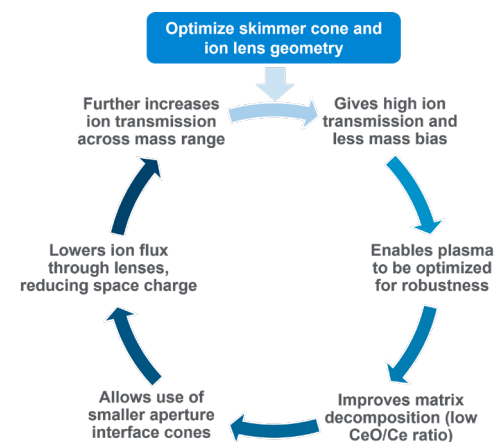 Optimize skimmer cone and
ion lens geometry
Further increases
ion transmission
across mass range
Gives high ion
transmission and
less mass bias
Enables plasma
to be optimized
for robustness
Improves matrix
decomposition (low
CeO/Ce ratio)
Allows use of
smaller aperture
interface cones
Lowers ion flux
through lenses,
reducing space charge